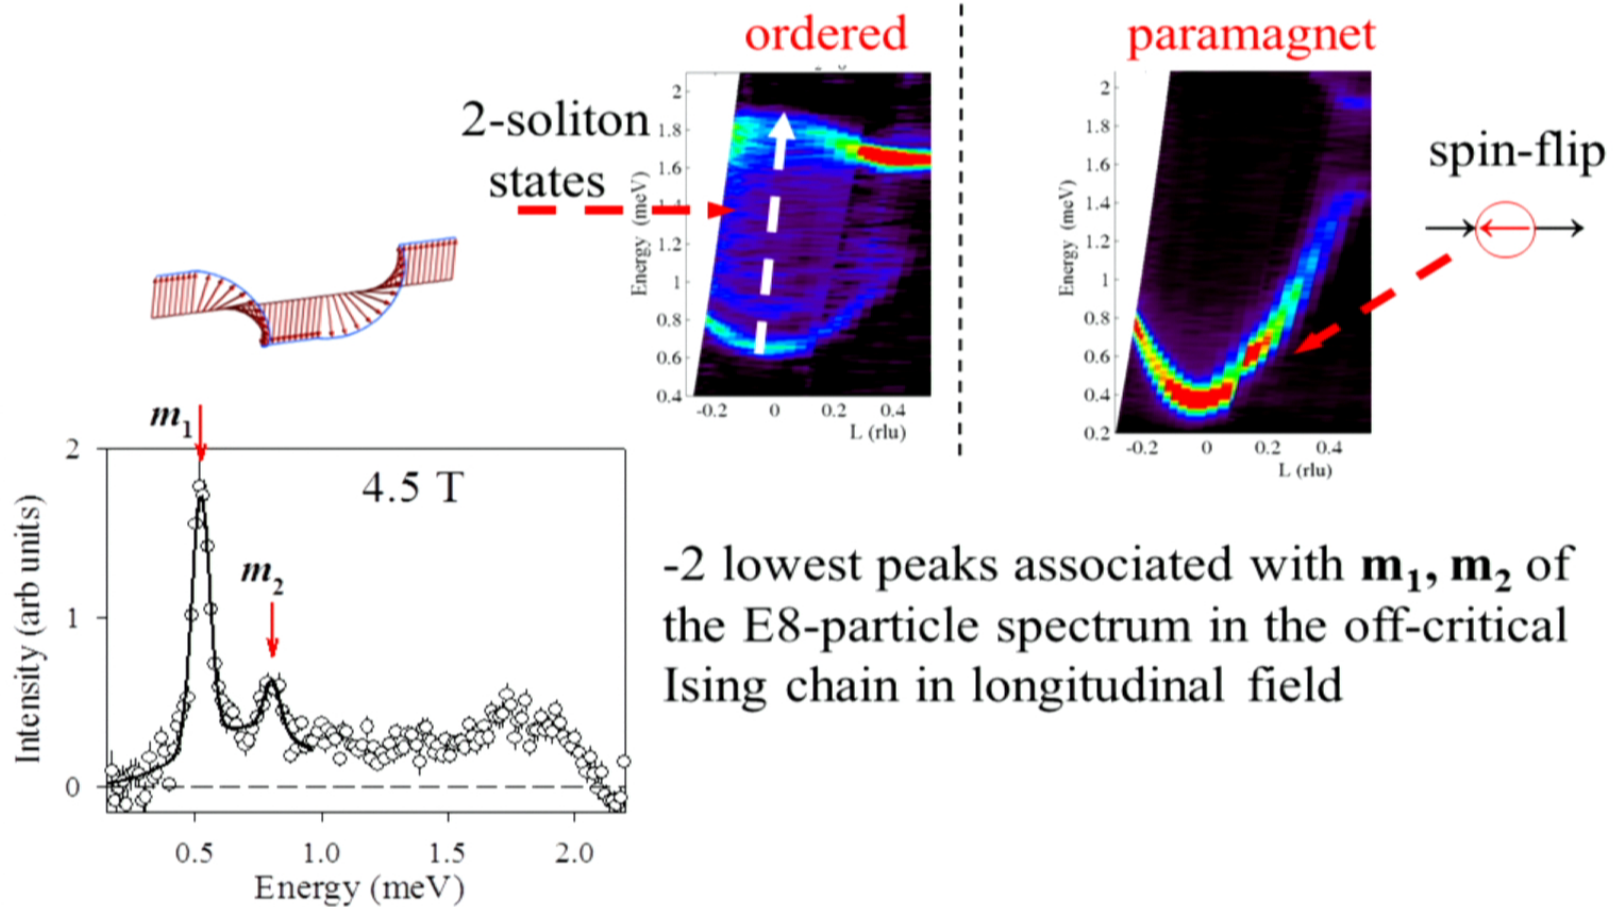 ordered
paramagnet
2-soliton
states
Energy (meV)
2
1.8
1.6
1.4
1.2
1
0.8
0.6
0.4
-0.2 0 0.2 0.4
L (rlu)
Energy (meV)
2
1.8
1.6
1.4
1.2
1
0.8
0.6
0.4
0.2
-0.2 0 0.2 0.4
L (rlu)
spin-flip
m1
m2
4.5 T
Intensity (arb units)
2
1
0
0.5 1.0 1.5 2.0
Energy (meV)
-2 lowest peaks associated with m1, m2 of
the E8-particle spectrum in the off-critical
Ising chain in longitudinal field